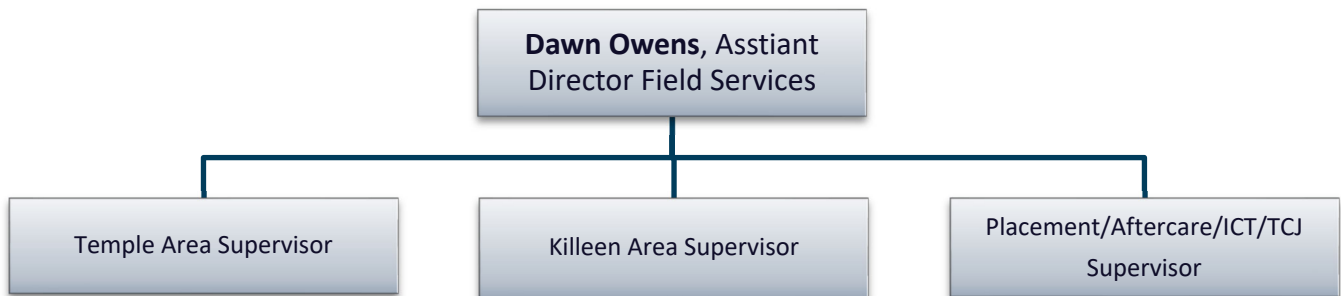 Dawn Owens, Asstiant
Director Field Services
Temple Area Supervisor
Killeen Area Supervisor
Placement/Aftercare/ICT/TCJ
Supervisor